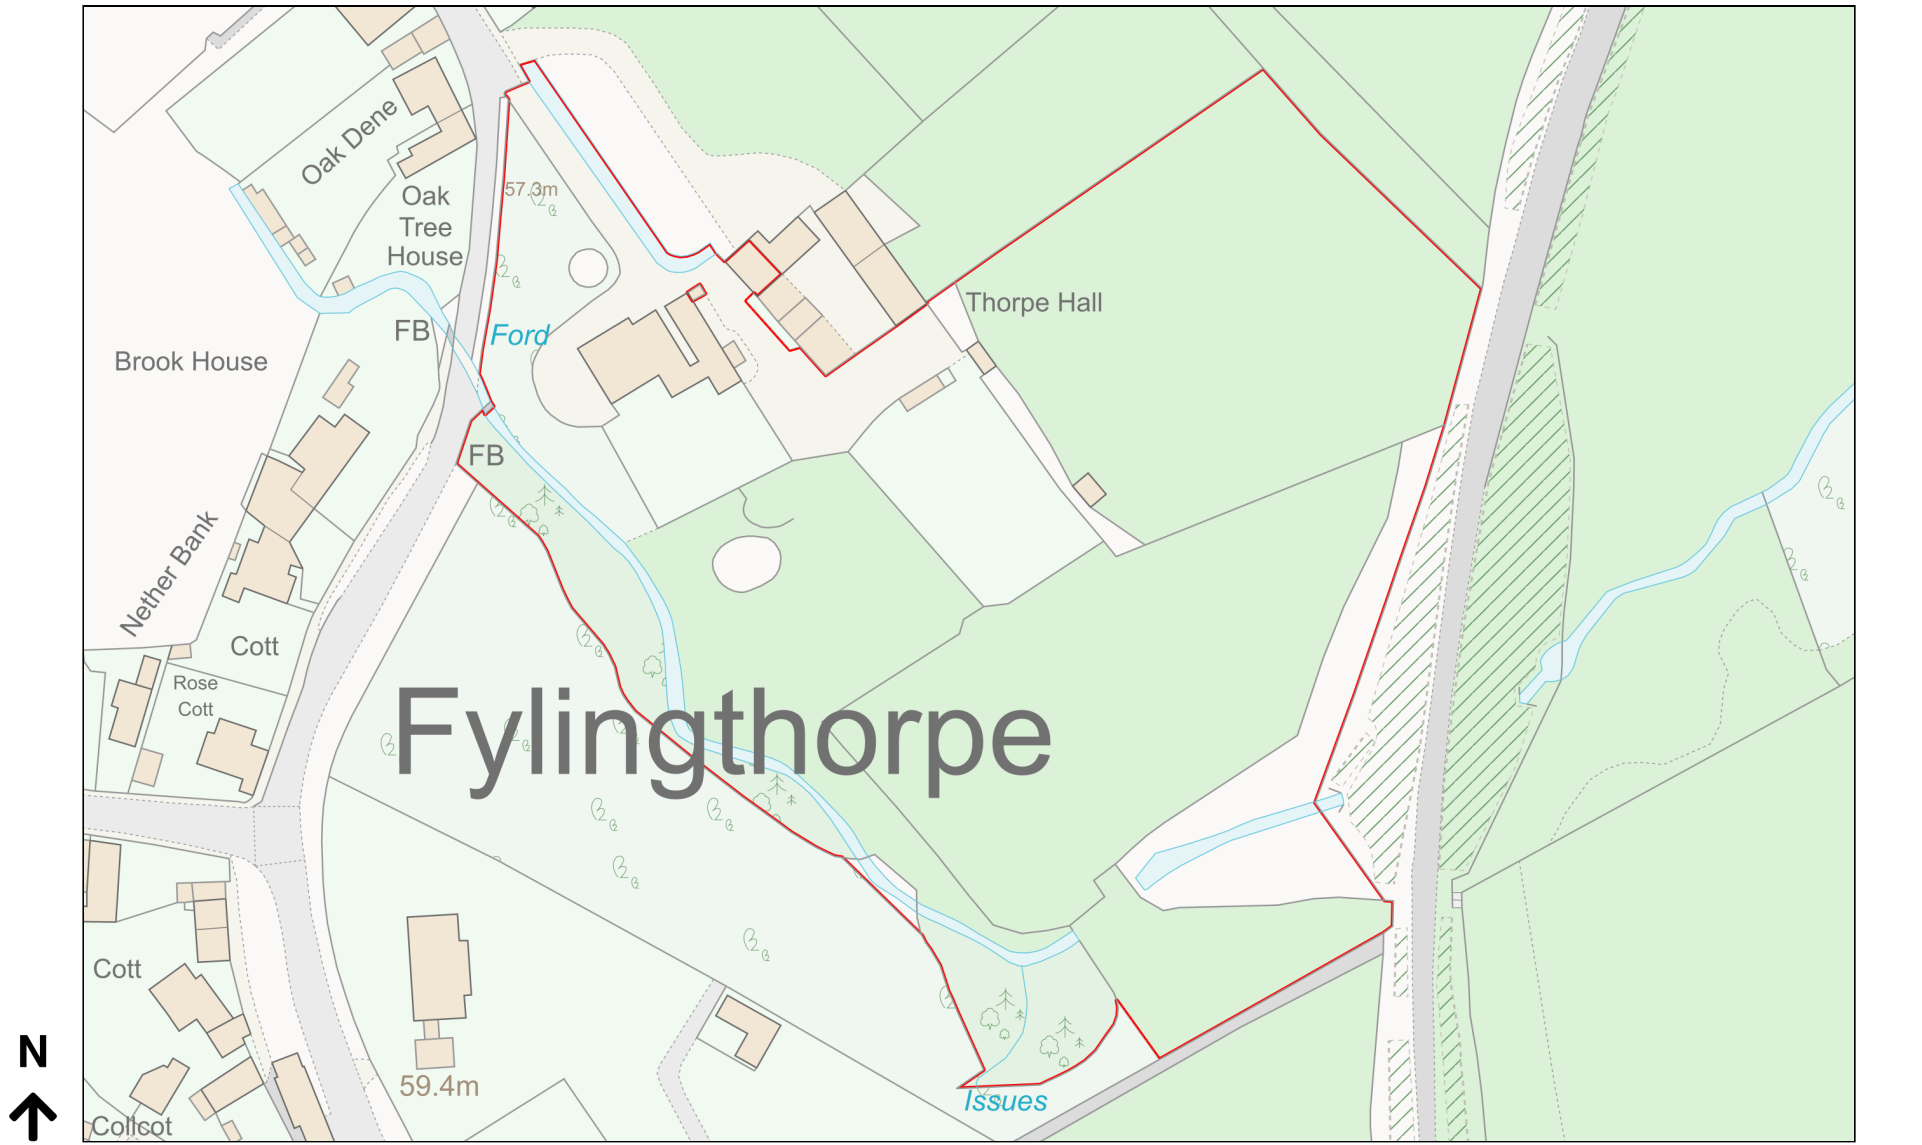 Oak Dene
57.3m
Oak
Tree
House
Thorpe Hall
FB
Ford
Brook House
FB
Nether Bank
Cott
Rose
Cott
Fylingthorpe
Cott
N
59.4m
Issues
Collcot